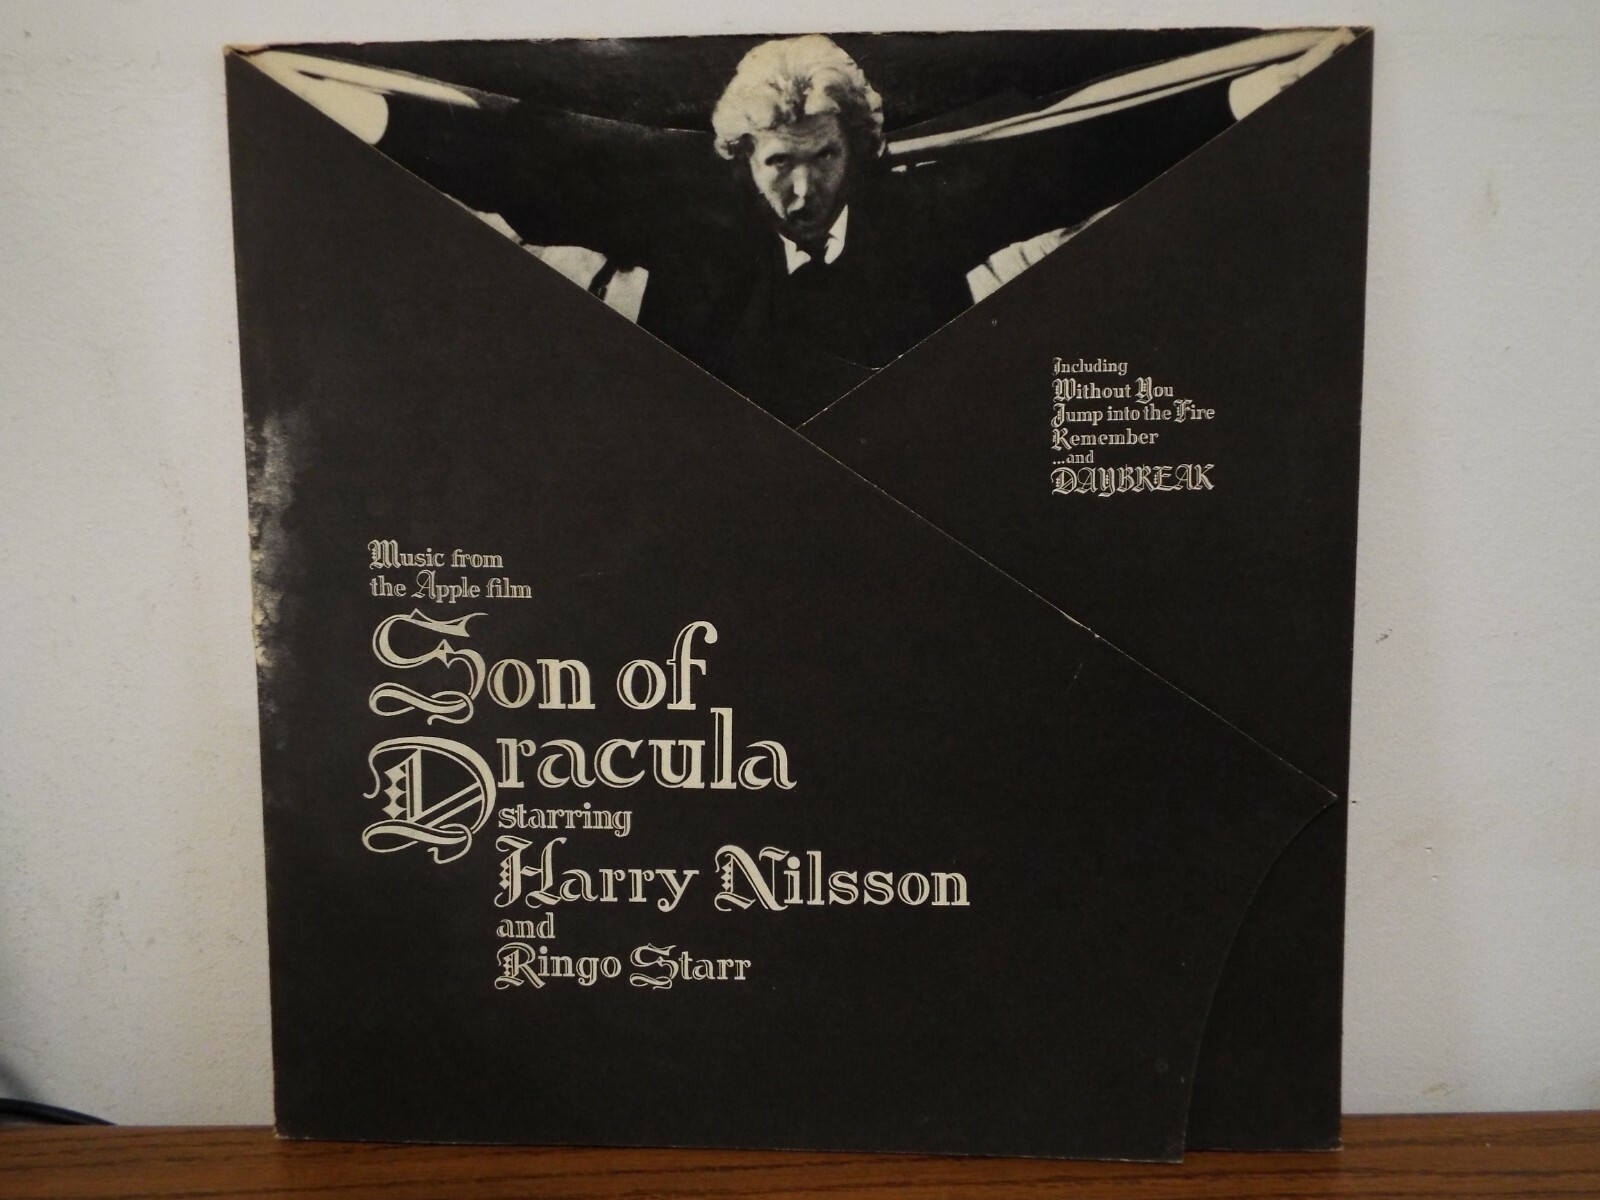 Including
Without You
Jump into the Fire
Remember
...and
DAYBREAK
Music from
the Apple film
Son of
Dracula
starring
Harry Nilsson
and
Ringo Starr